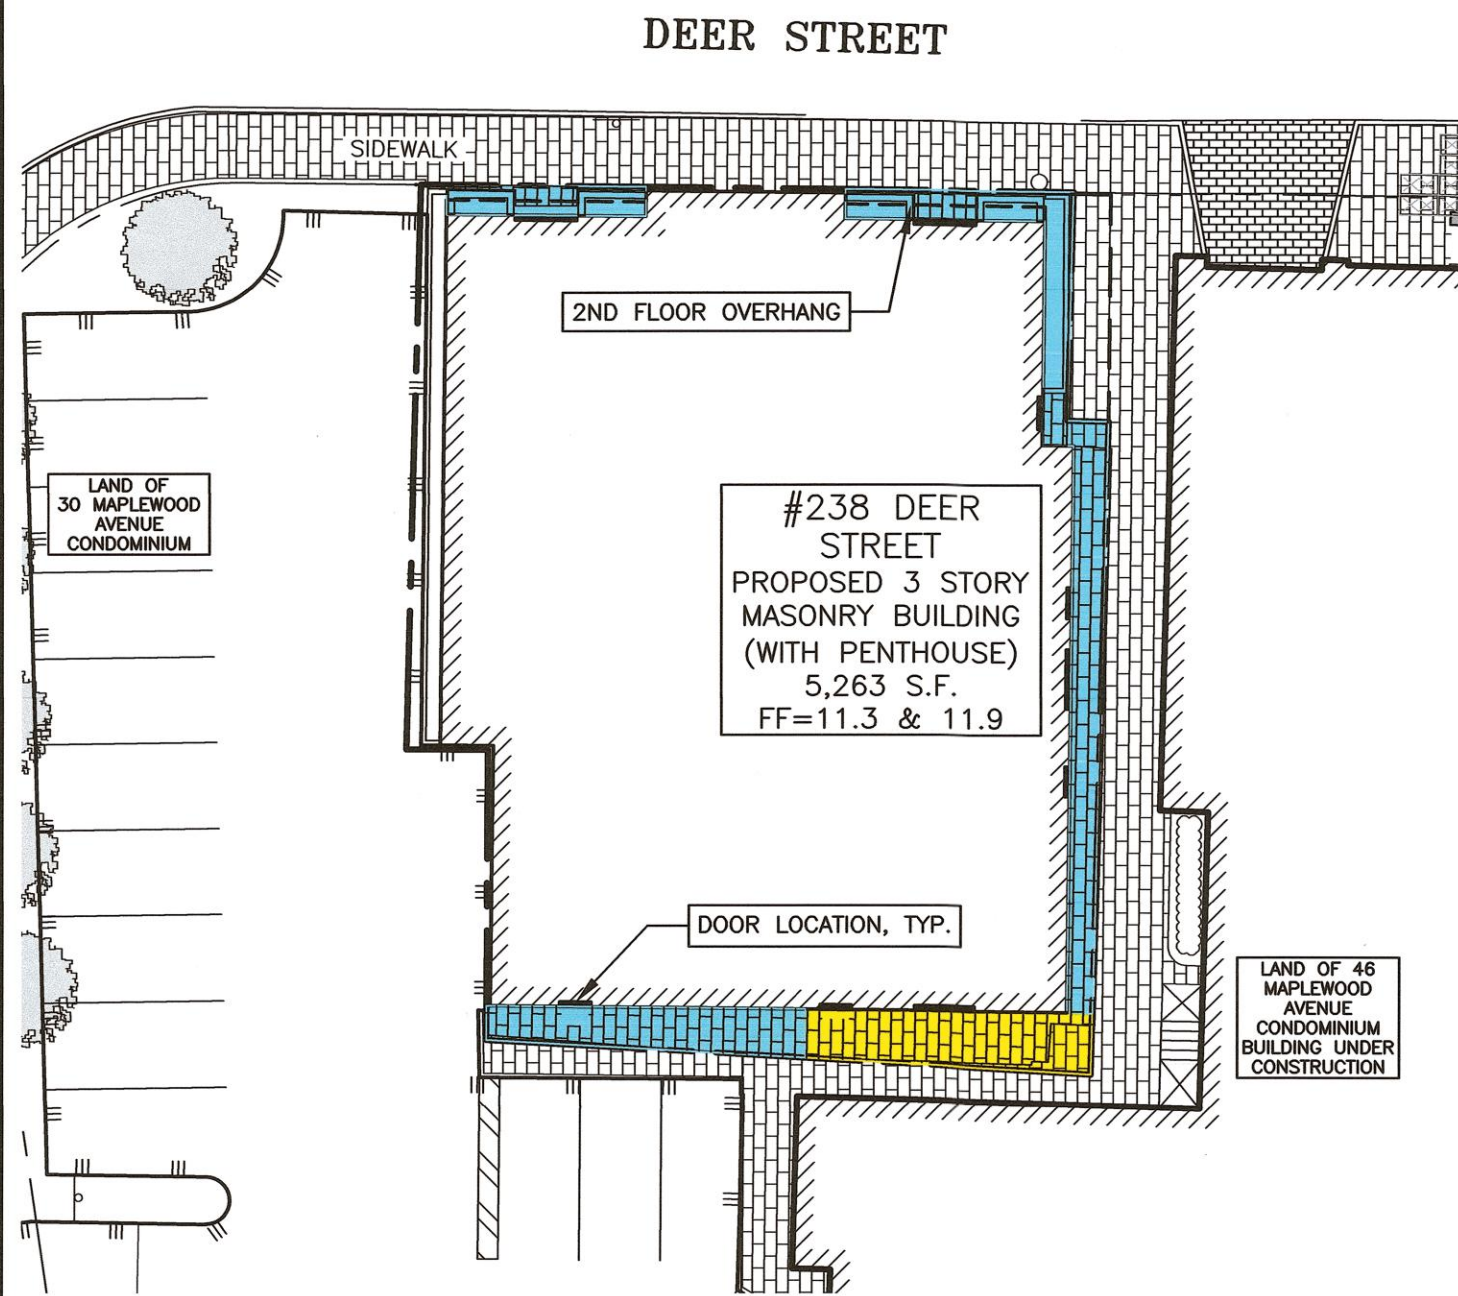 DEER STREET
SIDEWALK
2ND FLOOR OVERHANG
LAND OF
30 MAPLEWOOD
AVENUE
CONDOMINIUM
#238 DEER
STREET
PROPOSED 3 STORY
MASONRY BUILDING
(WITH PENTHOUSE)
5,263 S.F.
FF=11.3 & 11.9
DOOR LOCATION, TYP.
LAND OF 46
MAPLEWOOD
AVENUE
CONDOMINIUM
BUILDING UNDER
CONSTRUCTION